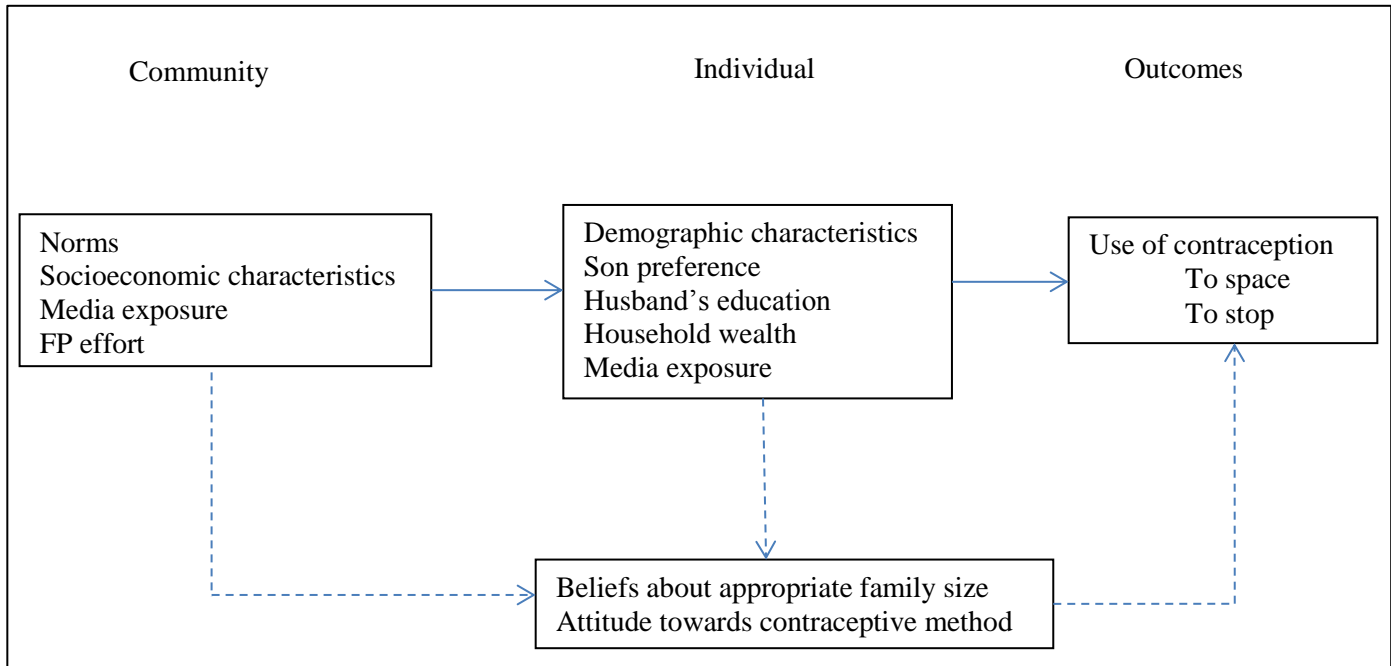 Community
Individual
Outcomes
Norms
Socioeconomic characteristics
Media exposure
FP effort
Demographic characteristics
Son preference
Husband’s education
Household wealth
Media exposure
Use of contraception
To space
To stop
Beliefs about appropriate family size
Attitude towards contraceptive method